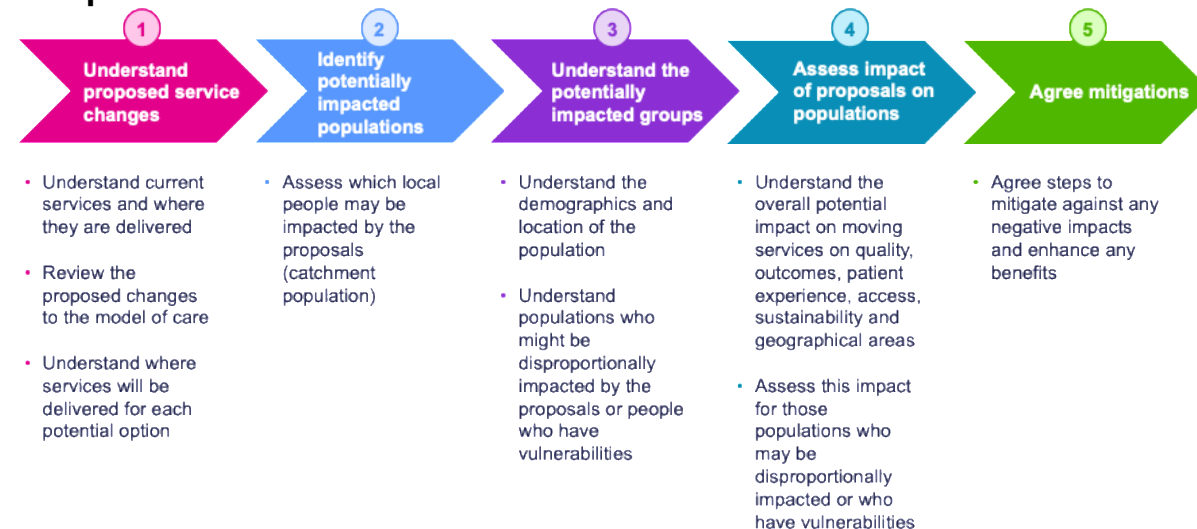 1
Understand
proposed service
changes
• Understand current
services and where
they are delivered
• Review the
proposed changes
to the model of care
• Understand where
services will be
delivered for each
potential option
2
Identify
potentially
impacted
populations
• Assess which local
people may be
impacted by the
proposals
(catchment
population)
3
Understand the
potentially
impacted groups
• Understand the
demographics and
location of the
population
• Understand
populations who
might be
disproportionally
impacted by the
proposals or people
who have
vulnerabilities
4
Assess impact
of proposals on
populations
• Understand the
overall potential
impact on moving
services on quality,
outcomes, patient
experience, access,
sustainability and
geographical areas
• Assess this impact
for those
populations who
may be
disproportionally
impacted or who
have vulnerabilities
5
Agree mitigations
• Agree steps to
mitigate against any
negative impacts
and enhance any
benefits